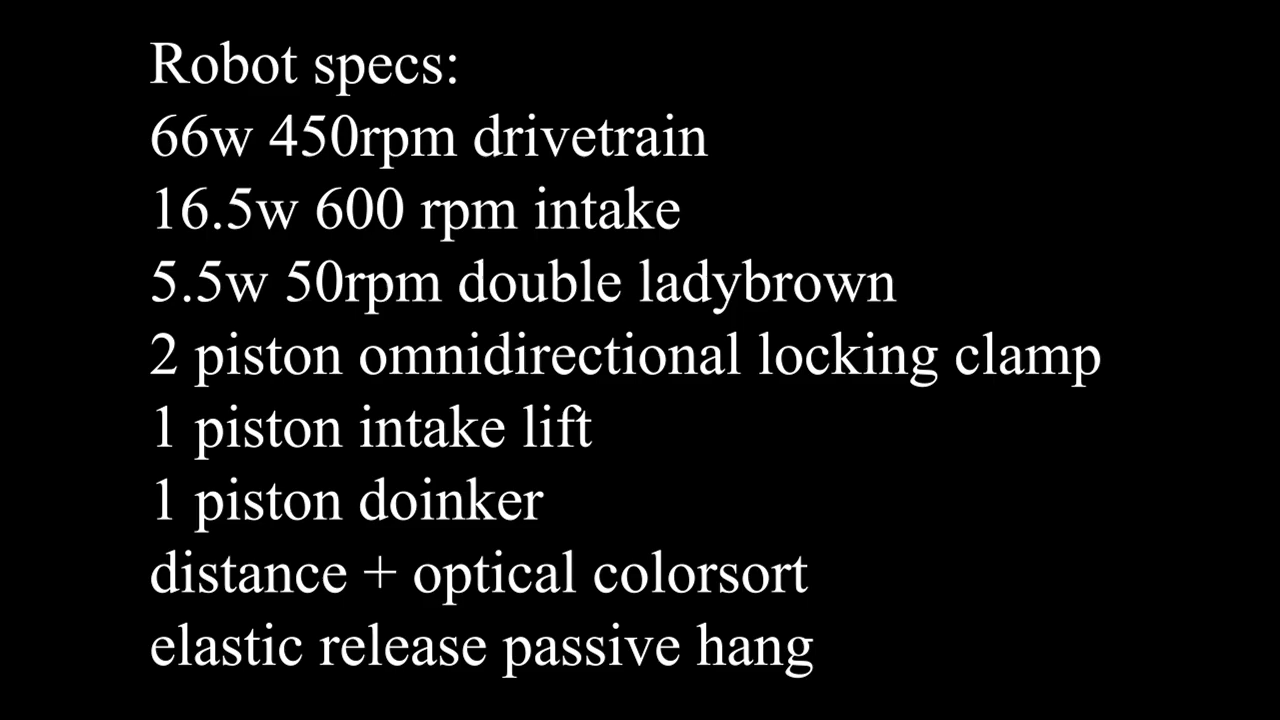 Robot specs:
66w 450rpm drivetrain
16.5w 600 rpm intake
5.5w 50rpm double ladybrown
2 piston omnidirectional locking clamp
1 piston intake lift
1 piston doinker
distance + optical colorsort
elastic release passive hang